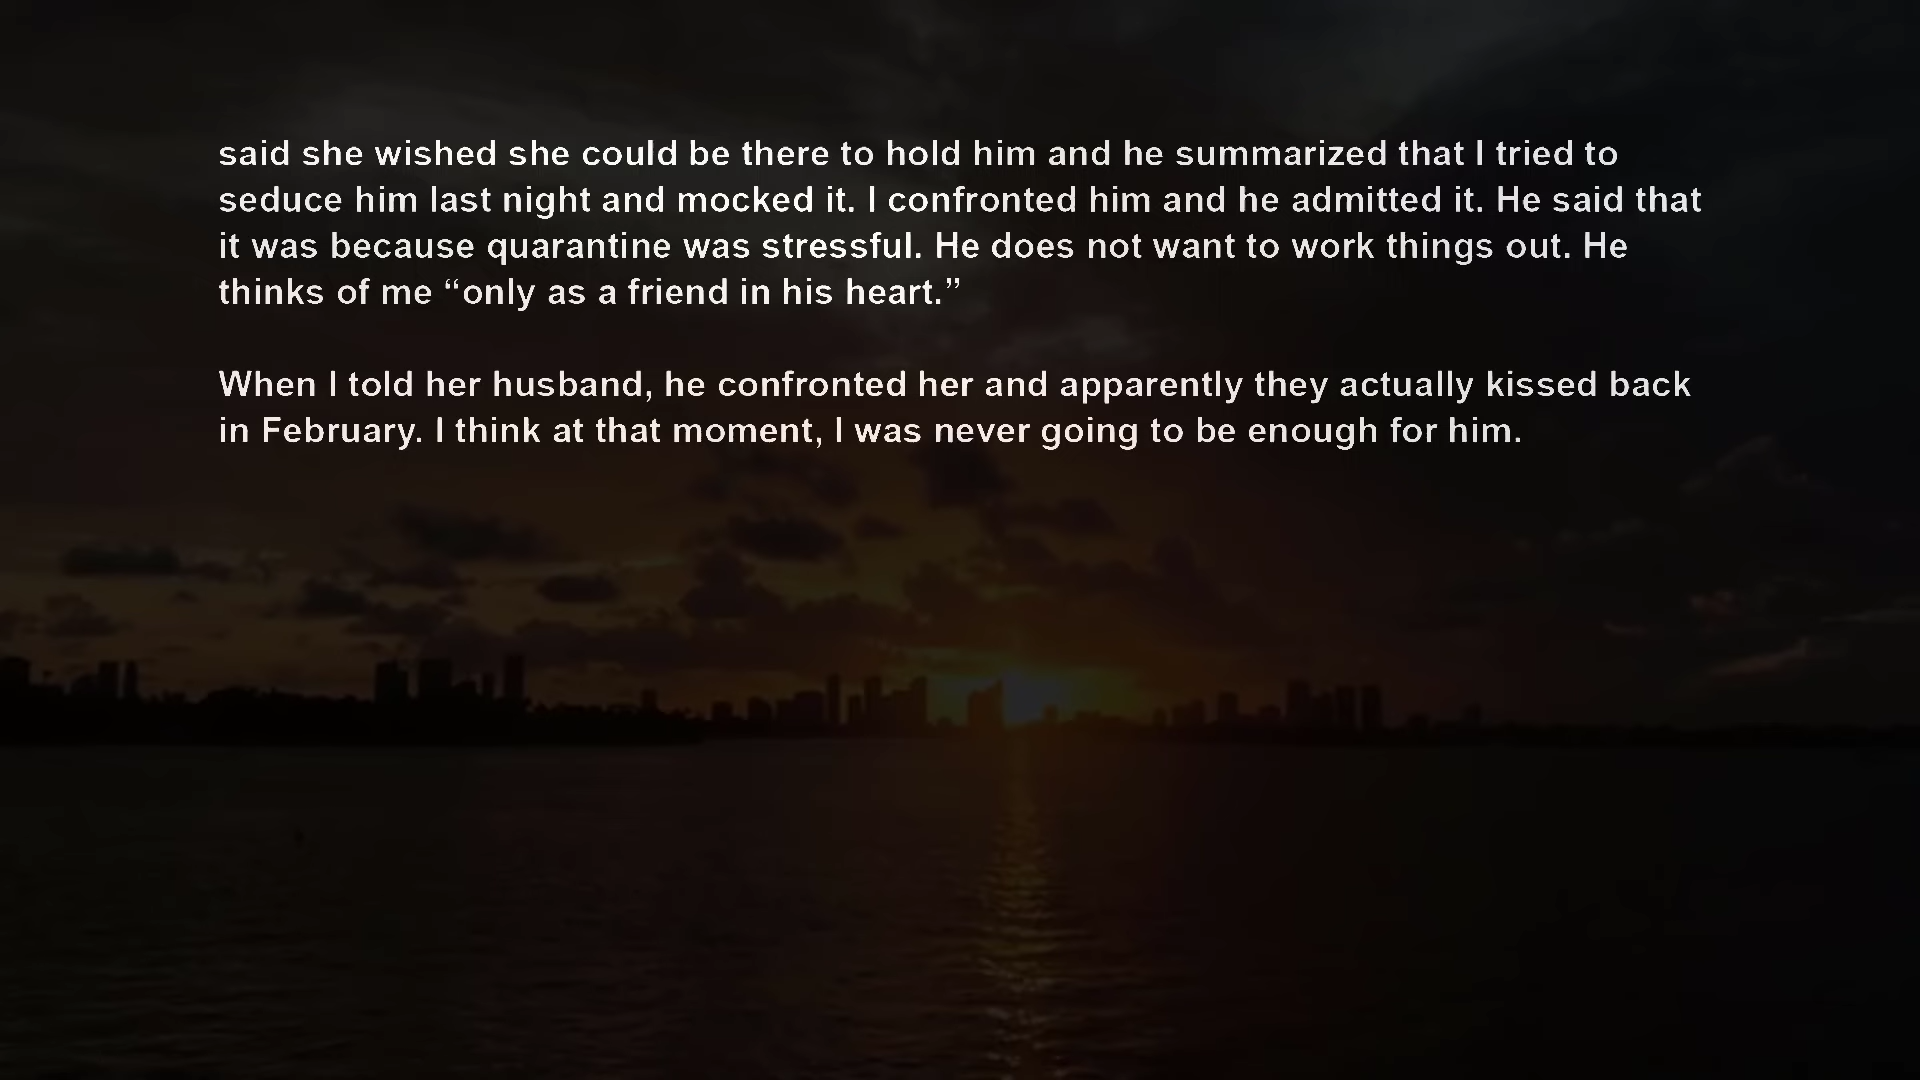 said she wished she could be there to hold him and he summarized that I tried to
seduce him last night and mocked it. I confronted him and he admitted it. He said that
it was because quarantine was stressful. He does not want to work things out. He
thinks of me “only as a friend in his heart.”
When I told her husband, he confronted her and apparently they actually kissed back
in February. I think at that moment, I was never going to be enough for him.